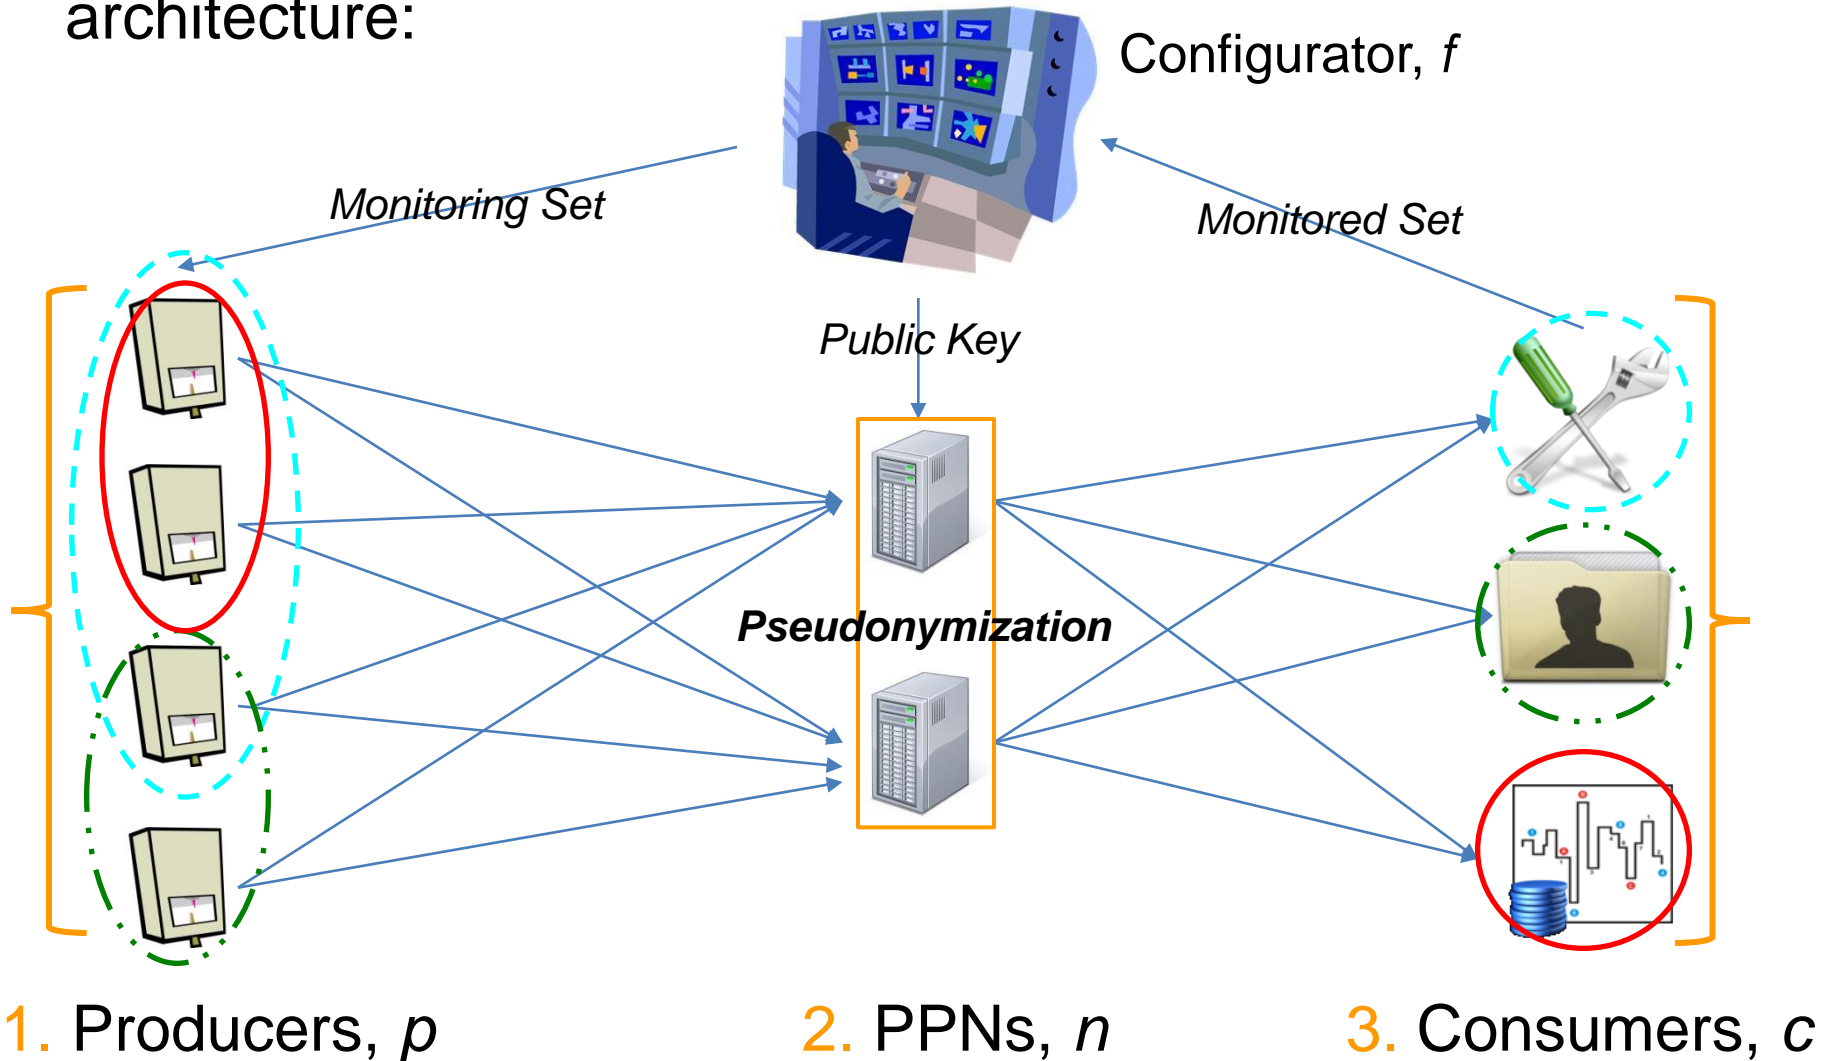 architecture:
Configurator, f
Monitoring Set
Monitored Set
Public Key
Pseudonymization
1. Producers, p
2. PPNs, n
3. Consumers, c